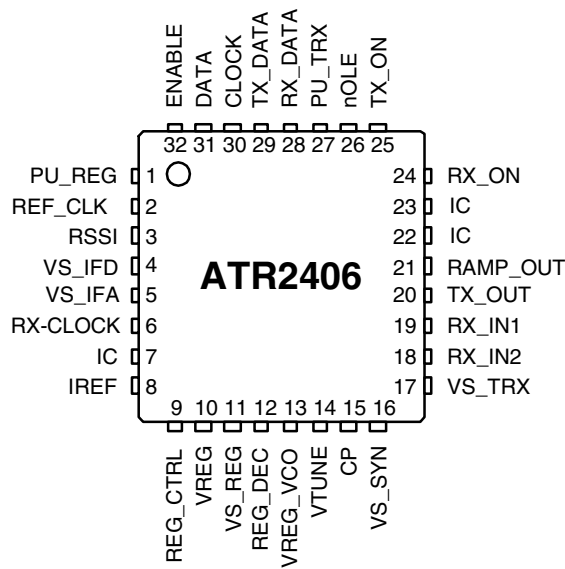 ENABLE
DATA
CLOCK
TX_DATA
RX_DATA
PU_TRX
nOLE
TX_ON
32 31 30 29 28 27 26 25
PU_REG 1
REF_CLK 2
RSSI 3
VS_IFD 4
VS_IFA 5
RX-CLOCK 6
IC 7
IREF 8
ATR2406
24 RX_ON
23 IC
22 IC
21 RAMP_OUT
20 TX_OUT
19 RX_IN1
18 RX_IN2
17 VS_TRX
9 10 11 12 13 14 15 16
REG_CTRL
VREG
VS_REG
REG_DEC
VREG_VCO
VTUNE
CP
VS_SYN